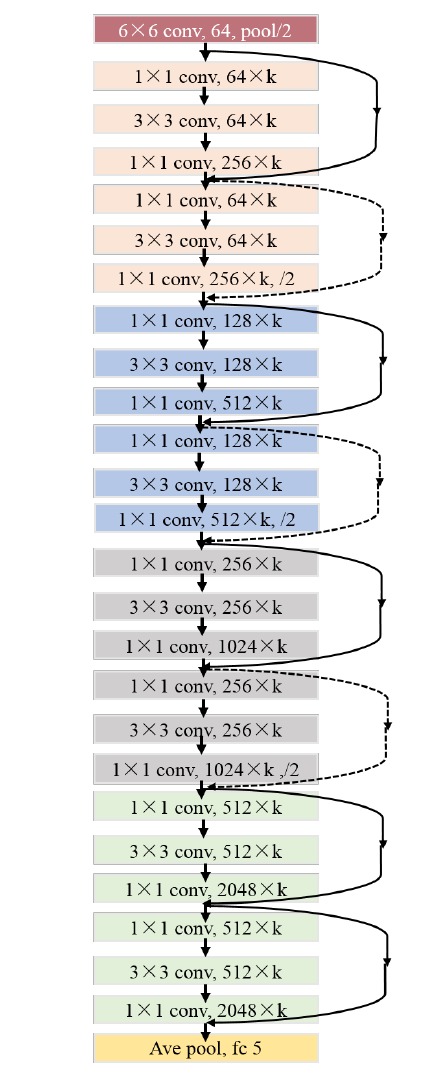 6×6 conv, 64, pool/2
1×1 conv, 64×k
3×3 conv, 64×k
1×1 conv, 256×k
1×1 conv, 64×k
3×3 conv, 64×k
1×1 conv, 256×k, /2
1×1 conv, 128×k
3×3 conv, 128×k
1×1 conv, 512×k
1×1 conv, 128×k
3×3 conv, 128×k
1×1 conv, 512×k, /2
1×1 conv, 256×k
3×3 conv, 256×k
1×1 conv, 1024×k
1×1 conv, 256×k
3×3 conv, 256×k
1×1 conv, 1024×k ,/2
1×1 conv, 512×k
3×3 conv, 512×k
1×1 conv, 2048×k
1×1 conv, 512×k
3×3 conv, 512×k
1×1 conv, 2048×k
Ave pool, fc 5